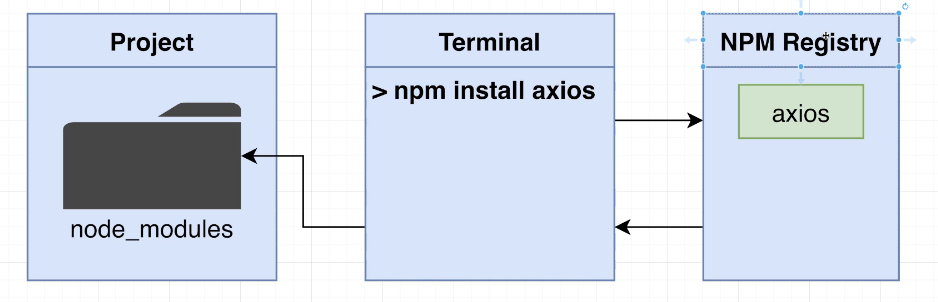 Project
node_modules
Terminal
> npm install axios
NPM Registry
axios